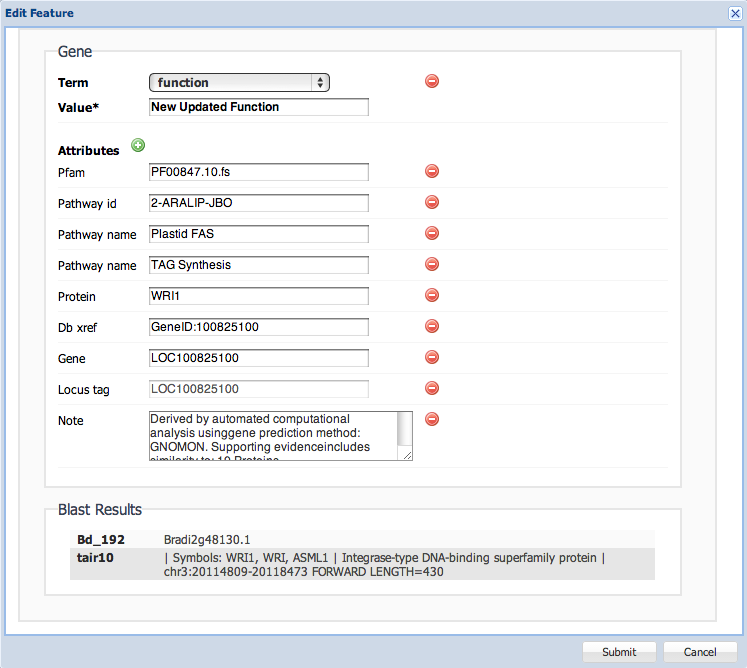 Edit Feature
Gene
Term function
Value* New Updated Function
Attributes
Pfam PF00847.10.fs
Pathway id 2-ARALIP-JBO
Pathway name Plastid FAS
Pathway name TAG Synthesis
Protein WRI1
Db xref GeneID:100825100
Gene LOC100825100
Locus tag LOC100825100
Note Derived by automated computational
analysis usinggene prediction method:
GNOMON. Supporting evidenceincludes
similarity to: 10 Proteins
Blast Results
Bd_192 Bradi2g48130.1
tair10 | Symbols: WRI1, WRI, ASML1 | Integrase-type DNA-binding superfamily protein |
chr3:20114809-20118473 FORWARD LENGTH=430
Submit Cancel